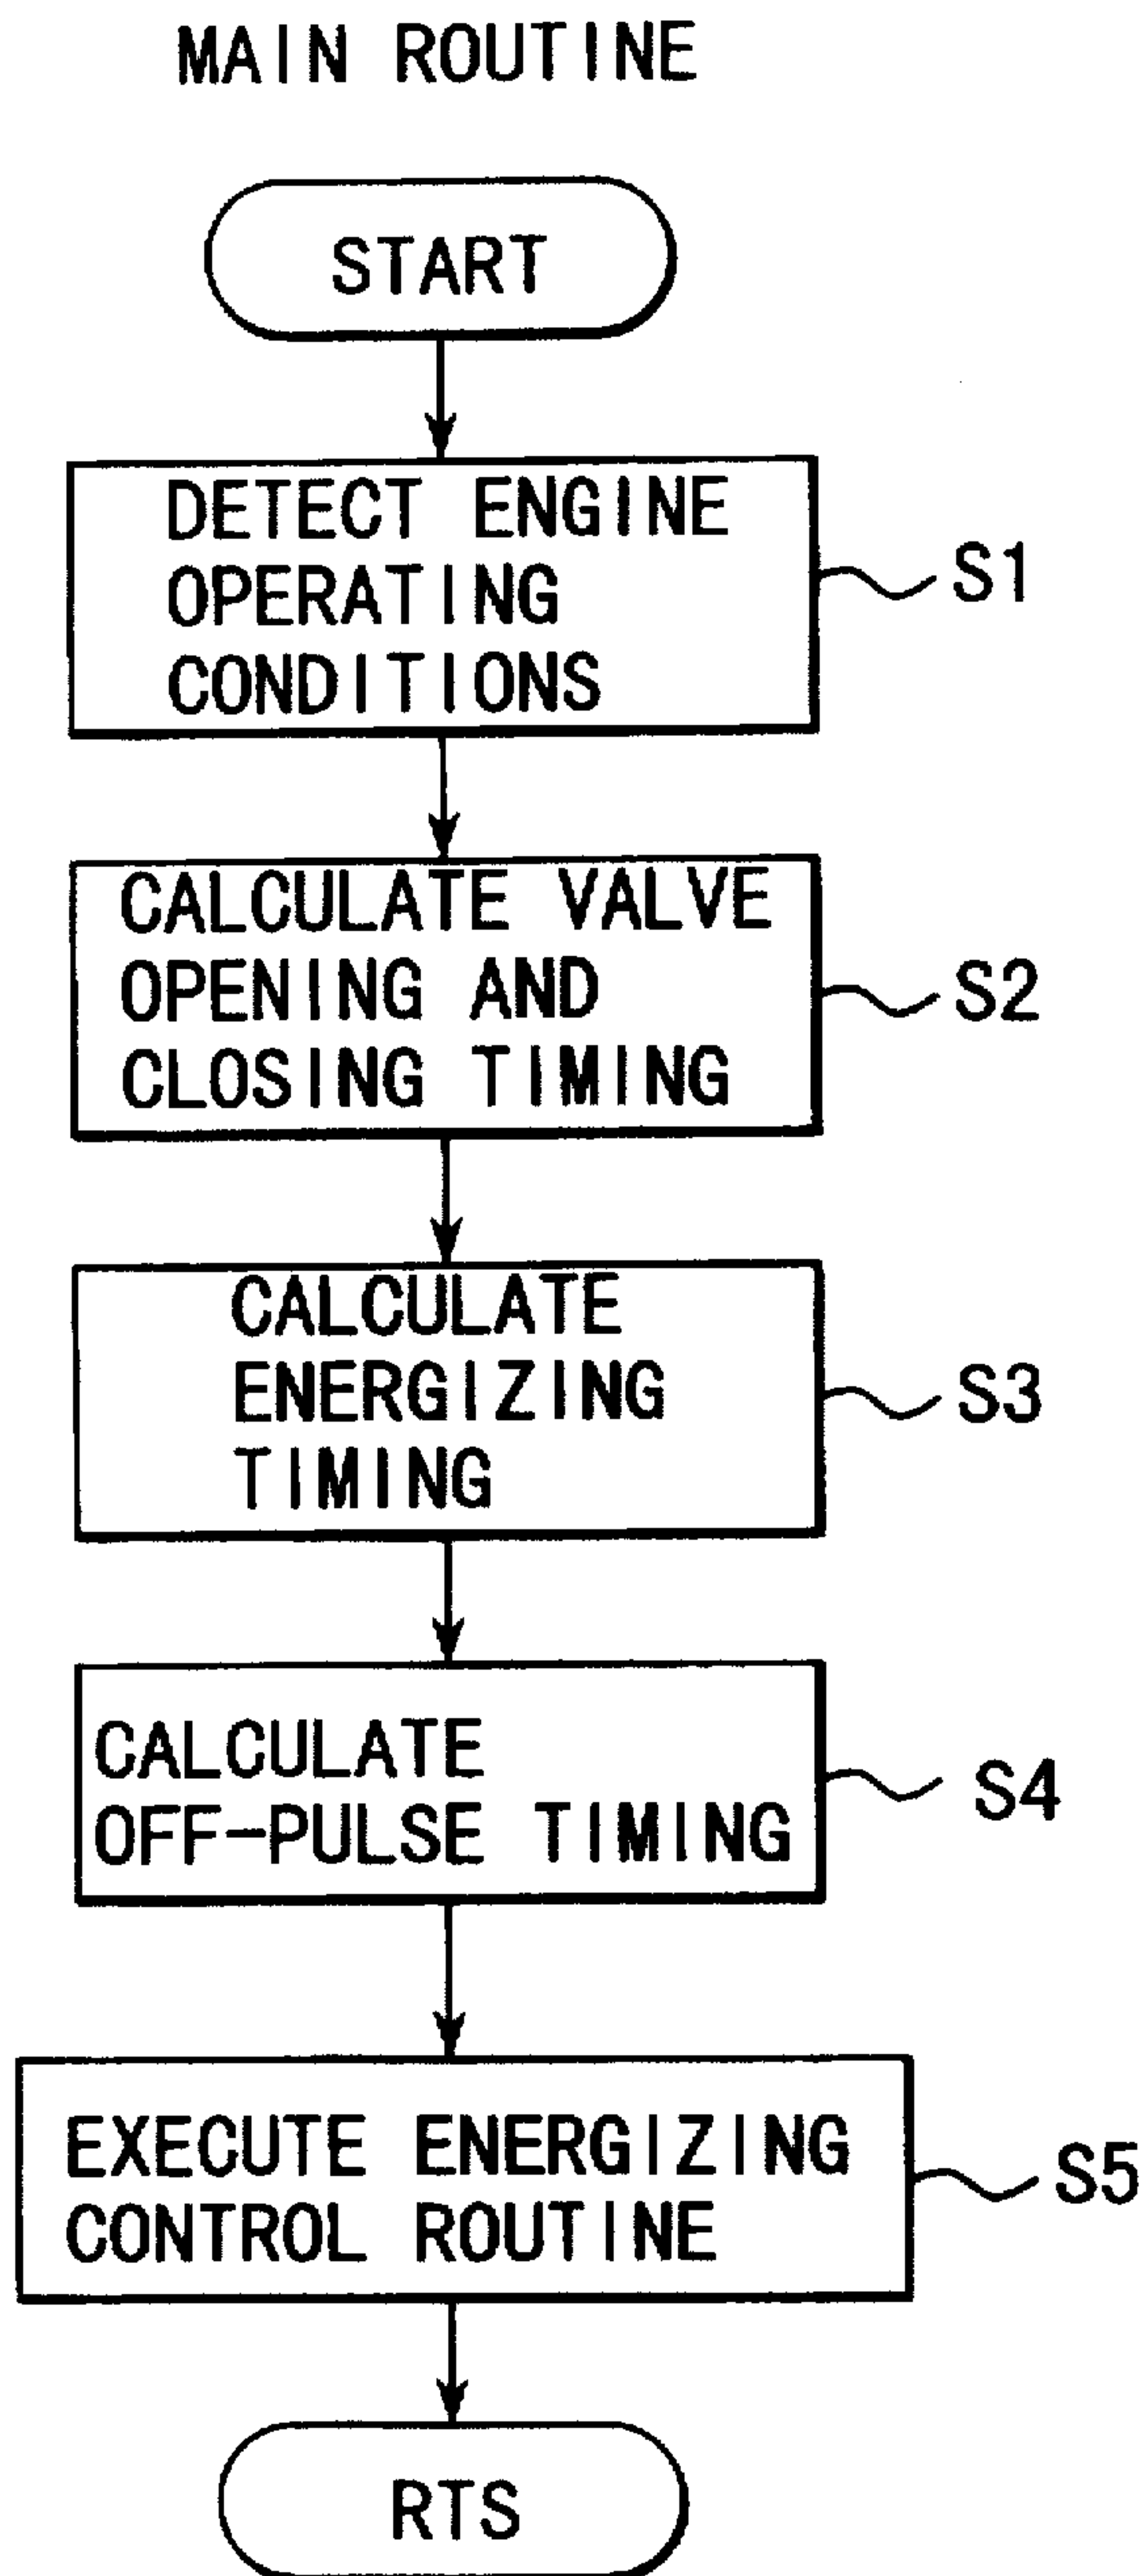 MAIN ROUTINE
START
DETECT ENGINE
OPERATING
CONDITIONS
S1
CALCULATE VALVE
OPENING AND
CLOSING TIMING
S2
CALCULATE
ENERGIZING
TIMING
S3
CALCULATE
OFF-PULSE TIMING
S4
EXECUTE ENERGIZING
CONTROL ROUTINE
S5
RTS